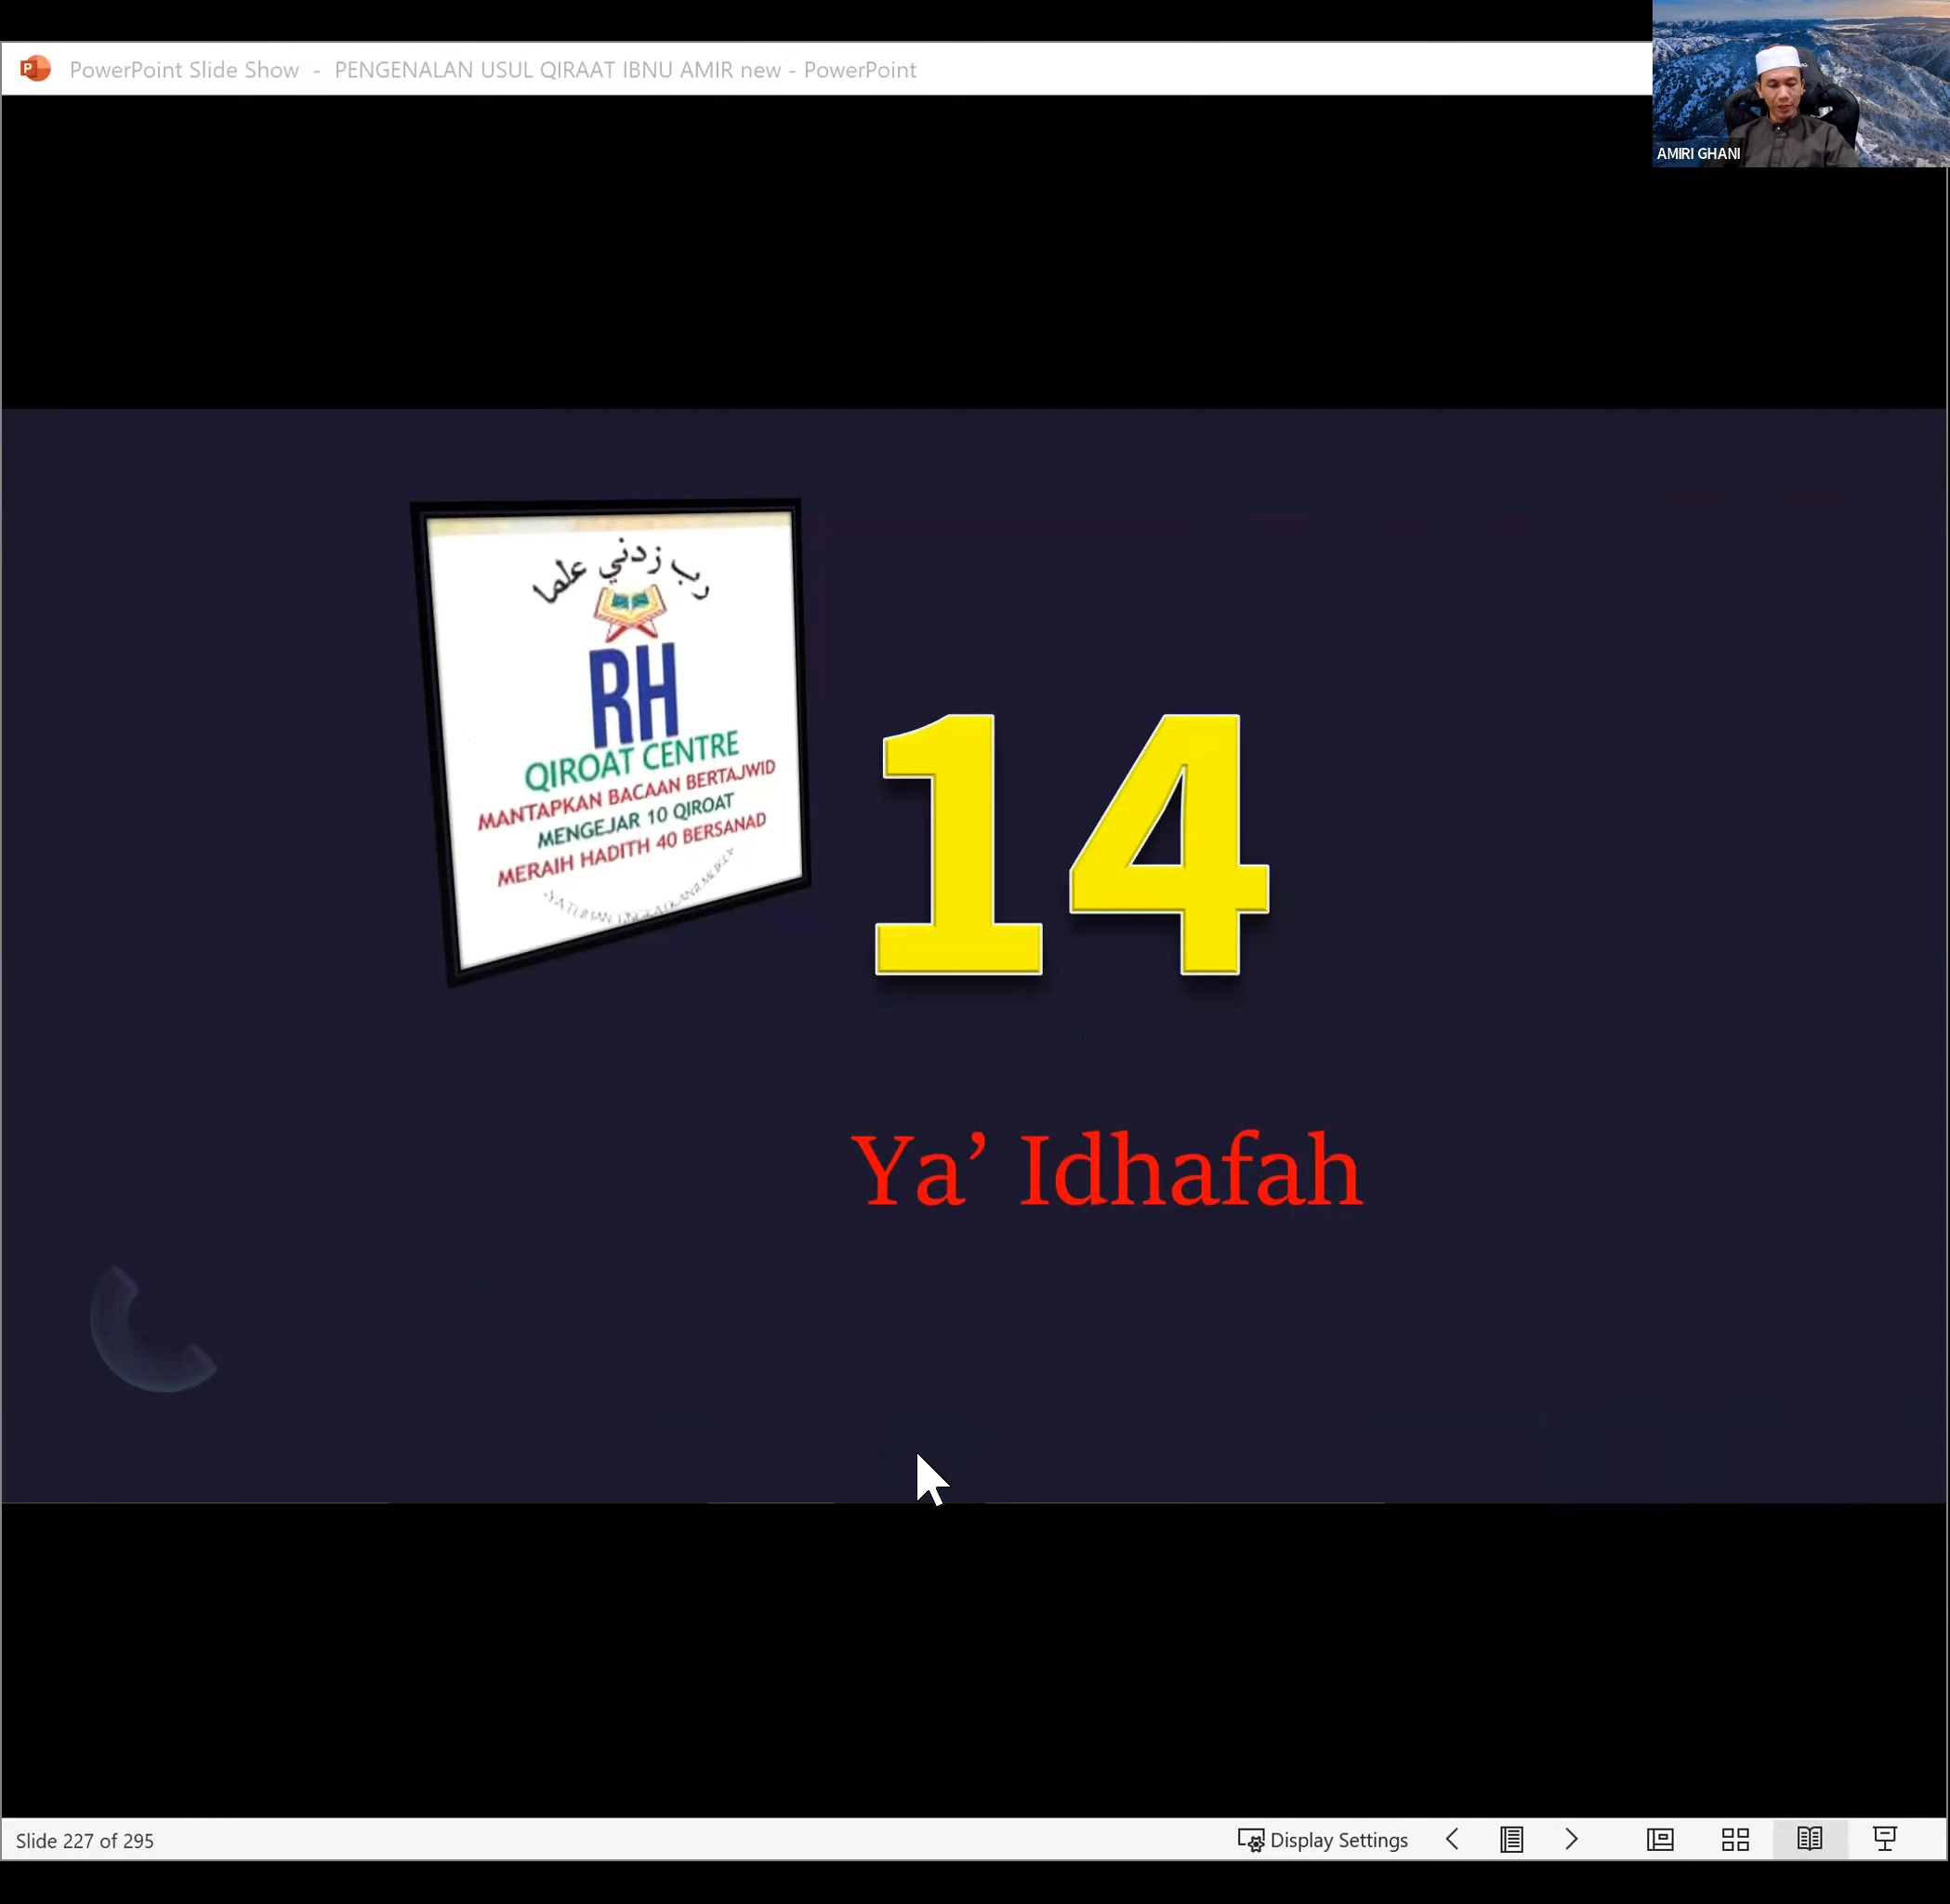 PowerPoint Slide Show - PENGENALAN USUL QIRAAT IBNU AMIR new - PowerPoint
AMIRI GHANI
رب زدني علما
RH
QIROAT CENTRE
MANTAPKAN BACAAN BERTAJWID
MENGEJAR 10 QIROAT
MERAIH HADITH 40 BERSANAD
14
Ya’ Idhafah
Slide 227 of 295
Display Settings